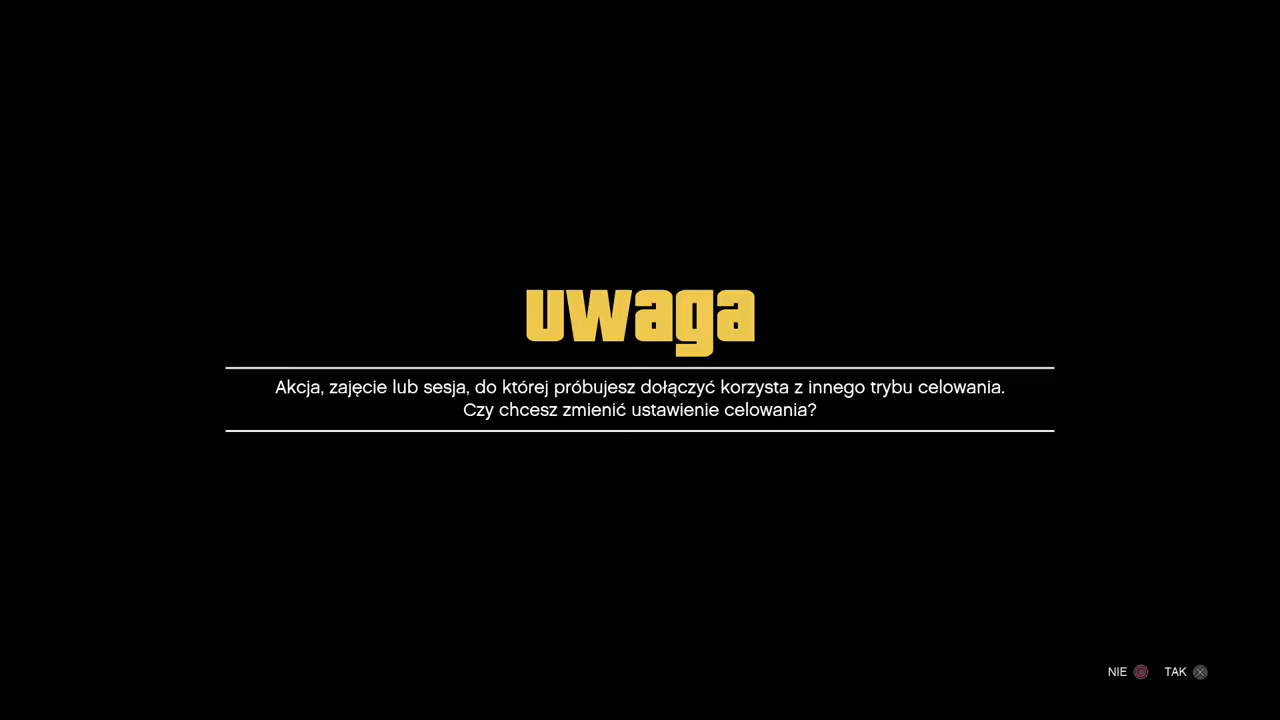 uwaga
Akcja, zajęcie lub sesja, do której próbujesz dołączyć korzysta z innego trybu celowania.
Czy chcesz zmienić ustawienie celowania?
NIE TAK